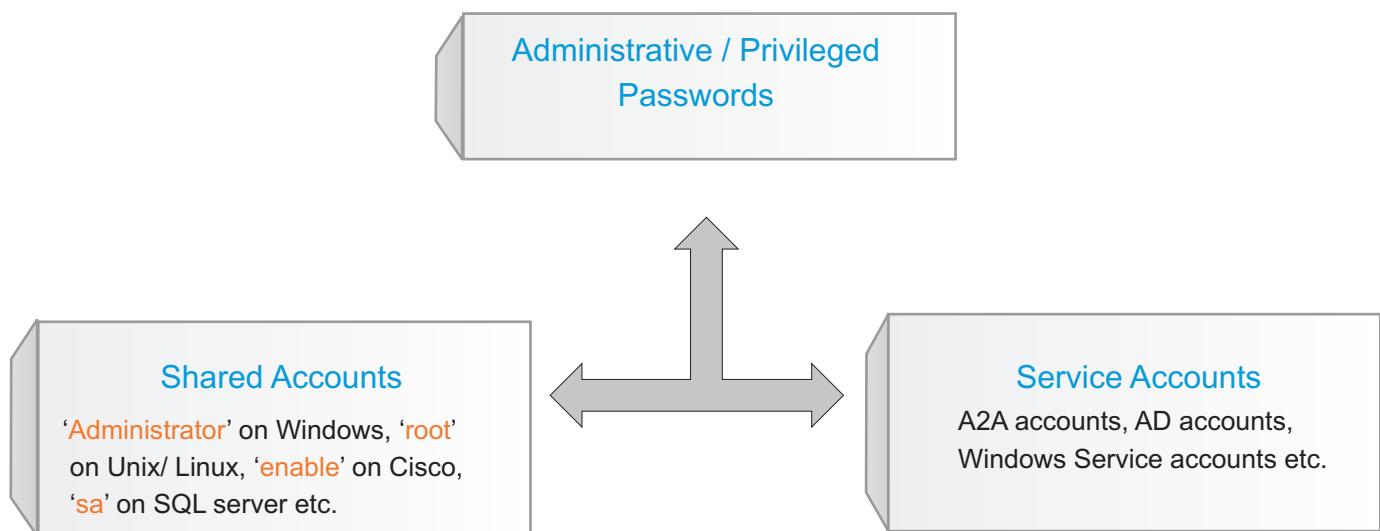 Administrative / Privileged
Passwords
Shared Accounts
‘Administrator’ on Windows, ‘root’
on Unix/ Linux, ‘enable’ on Cisco,
‘sa’ on SQL server etc.
Service Accounts
A2A accounts, AD accounts,
Windows Service accounts etc.